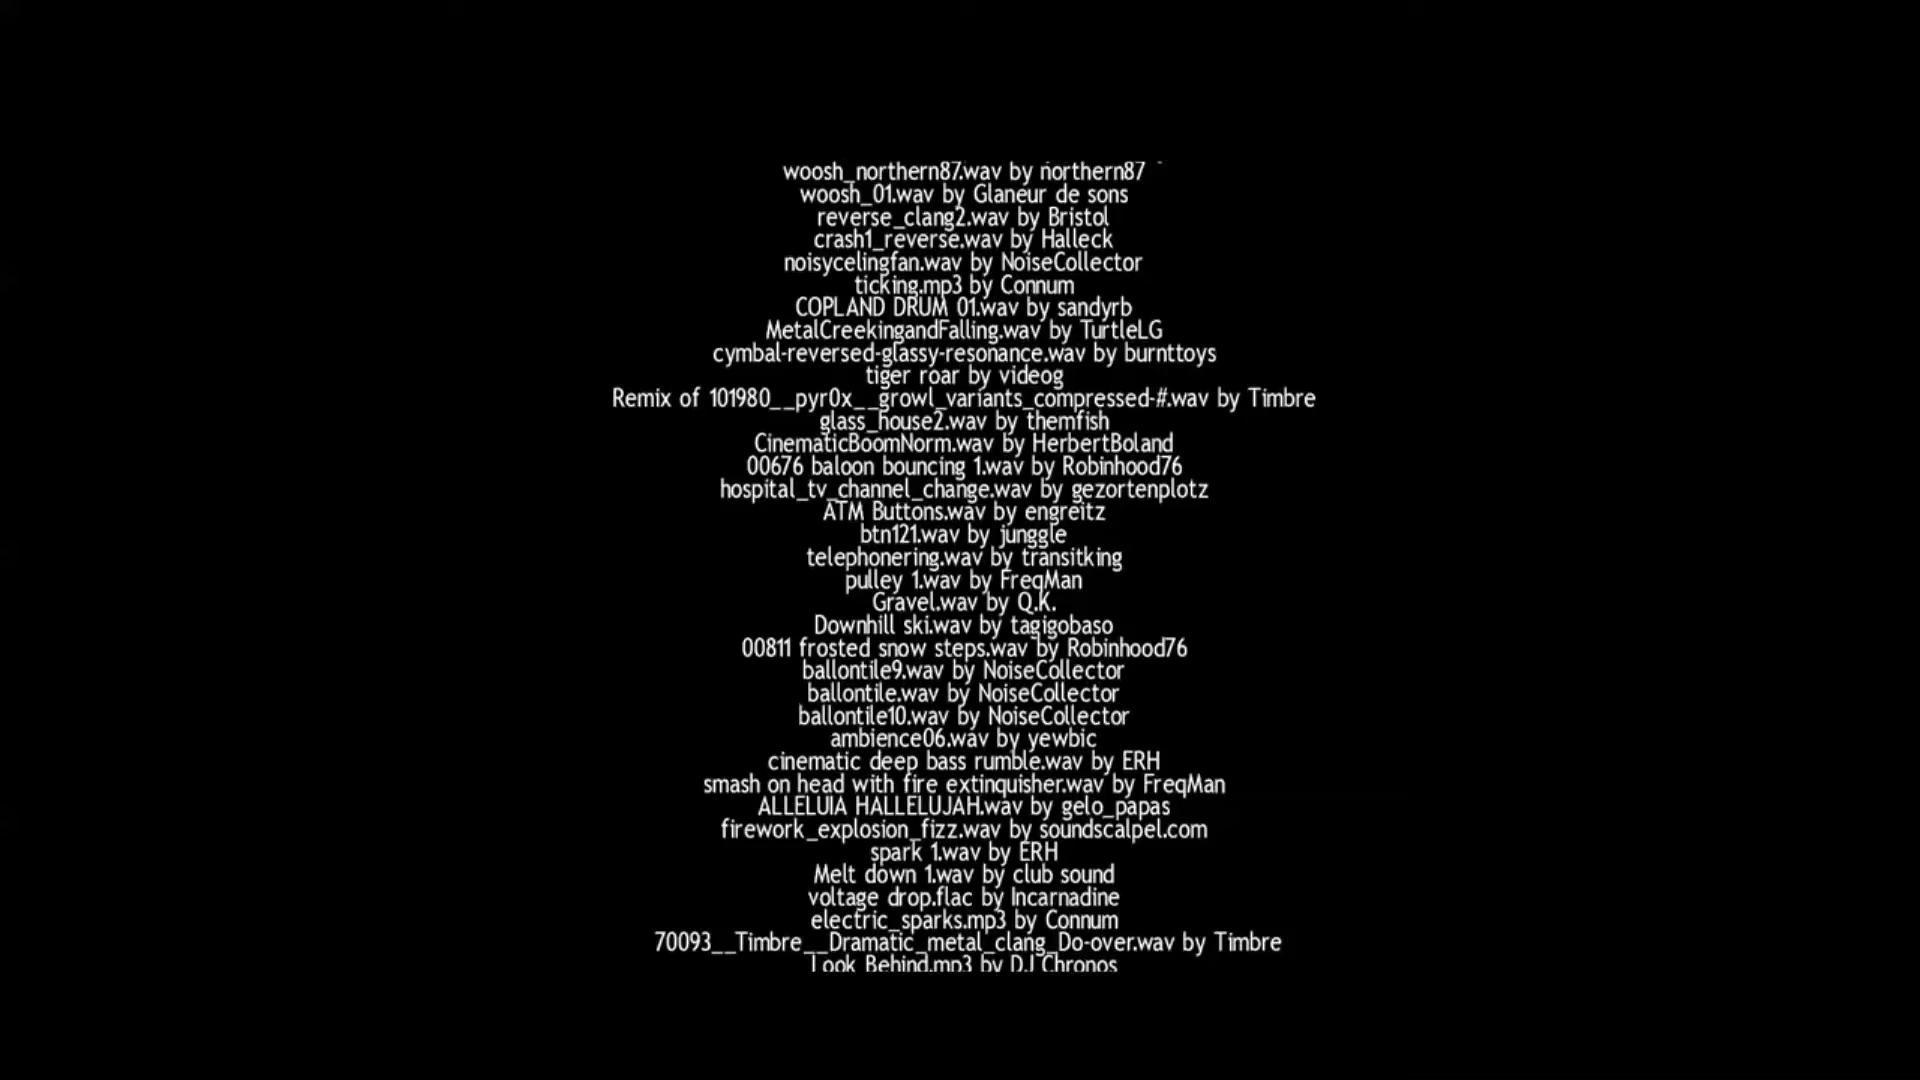 woosh_northern87.wav by northern87
woosh_01.wav by Glaneur de sons
reverse_clang2.wav by Bristol
crash1_reverse.wav by Halleck
noisycelingfan.wav by NoiseCollector
ticking.mp3 by Connum
COPLAND DRUM 01.wav by sandyrb
MetalCreekingandFalling.wav by TurtleLG
cymbal-reversed-glassy-resonance.wav by burnttoys
tiger roar by videog
Remix of 101980__pyr0x__growl_variants_compressed-#.wav by Timbre
glass_house2.wav by themfish
CinematicBoomNorm.wav by HerbertBoland
00676 baloon bouncing 1.wav by Robinhood76
hospital_tv_channel_change.wav by gezortenplotz
ATM Buttons.wav by engreitz
btn121.wav by junggle
telephonering.wav by transitking
pulley 1.wav by FreqMan
Gravel.wav by Q.K.
Downhill ski.wav by tagigobaso
00811 frosted snow steps.wav by Robinhood76
ballontile9.wav by NoiseCollector
ballontile.wav by NoiseCollector
ballontile10.wav by NoiseCollector
ambience06.wav by yewbic
cinematic deep bass rumble.wav by ERH
smash on head with fire extinquisher.wav by FreqMan
ALLELUIA HALLELUJAH.wav by gelo_papas
firework_explosion_fizz.wav by soundscalpel.com
spark 1.wav by ERH
Melt down 1.wav by club sound
voltage drop.flac by Incarnadine
electric_sparks.mp3 by Connum
70093__Timbre__Dramatic_metal_clang_Do-over.wav by Timbre
Look Behind.mp3 by DJ Chronos